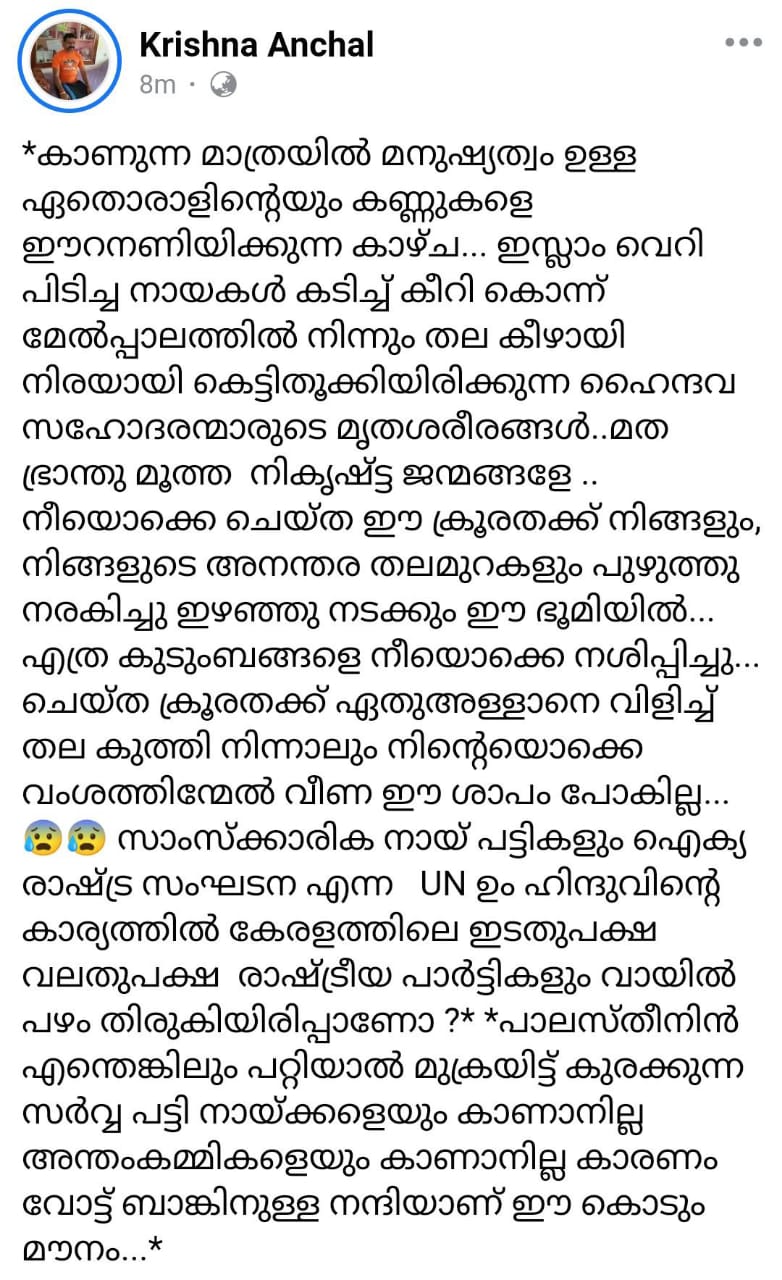 Krishna Anchal
8m ·
*കാണുന്ന മാത്രയിൽ മനുഷ്യത്വം ഉള്ള
ഏതൊരാളിന്റെയും കണ്ണുകളെ
ഈറനണിയിക്കുന്ന കാഴ്ച... ഇസ്ലാം വെറി
പിടിച്ച നായകൾ കടിച്ച് കീറി കൊന്ന്
മേൽപ്പാലത്തിൽ നിന്നും തല കീഴായി
നിരയായി കെട്ടിതൂക്കിയിരിക്കുന്ന ഹൈന്ദവ
സഹോദരന്മാരുടെ മൃതശരീരങ്ങൾ..മത
ഭ്രാന്തു മൂത്ത നികൃഷ്ട്ട ജന്മങ്ങളേ ..
നീയൊക്കെ ചെയ്ത ഈ ക്രൂരതക്ക് നിങ്ങളും,
നിങ്ങളുടെ അനന്തര തലമുറകളും പുഴുത്തു
നരകിച്ചു ഇഴഞ്ഞു നടക്കും ഈ ഭൂമിയിൽ...
എത്ര കുടുംബങ്ങളെ നീയൊക്കെ നശിപ്പിച്ചു...
ചെയ്ത ക്രൂരതക്ക് ഏതുഅള്ളാനെ വിളിച്ച്
തല കുത്തി നിന്നാലും നിന്റെയൊക്കെ
വംശത്തിന്മേൽ വീണ ഈ ശാപം പോകില്ല...
😰😰 സാംസ്ക്കാരിക നായ് പട്ടികളും ഐക്യ
രാഷ്ട്ര സംഘടന എന്ന UN ഉം ഹിന്ദുവിന്റെ
കാര്യത്തിൽ കേരളത്തിലെ ഇടതുപക്ഷ
വലതുപക്ഷ രാഷ്ട്രീയ പാർട്ടികളും വായിൽ
പഴം തിരുകിയിരിപ്പാണോ ?* *പാലസ്തീനിൻ
എന്തെങ്കിലും പറ്റിയാൽ മുക്രയിട്ട് കുരക്കുന്ന
സർവ്വ പട്ടി നായ്ക്കളെയും കാണാനില്ല
അന്തംകമ്മികളെയും കാണാനില്ല കാരണം
വോട്ട് ബാങ്കിനുള്ള നന്ദിയാണ് ഈ കൊടും
മൗനം...*